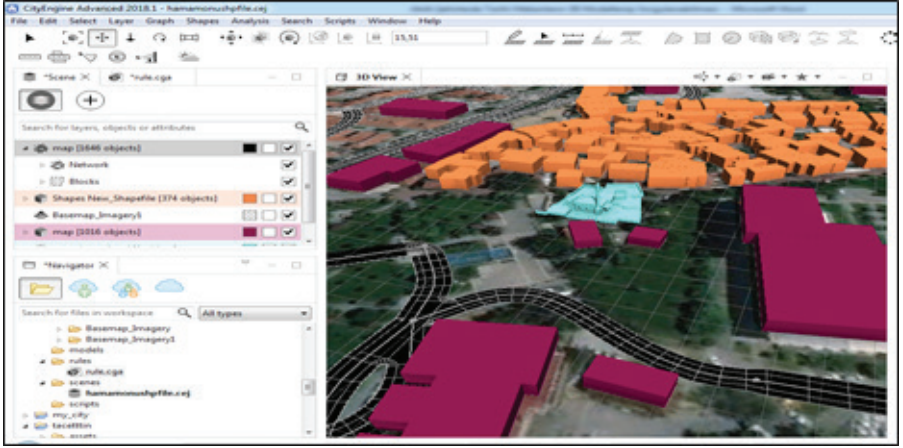 CityEngine Advanced 2018.1 - hamamonushpfile.cej
File Edit Select Layer Graph Shapes Analysis Search Scripts Window Help
15,51
*Scene *rule.cga
Search for layers, objects or attributes
map [1646 objects]
Network
Blocks
Shapes New_Shapefile [374 objects]
Basemap_Imagery1
map [1016 objects]
*Navigator
Search for files in workspace All types
Basemap_Imagery
Basemap_Imagery1
models
rules
rule.cga
scenes
hamamonushpfile.cej
scripts
my_city
tacettin
assets
3D View